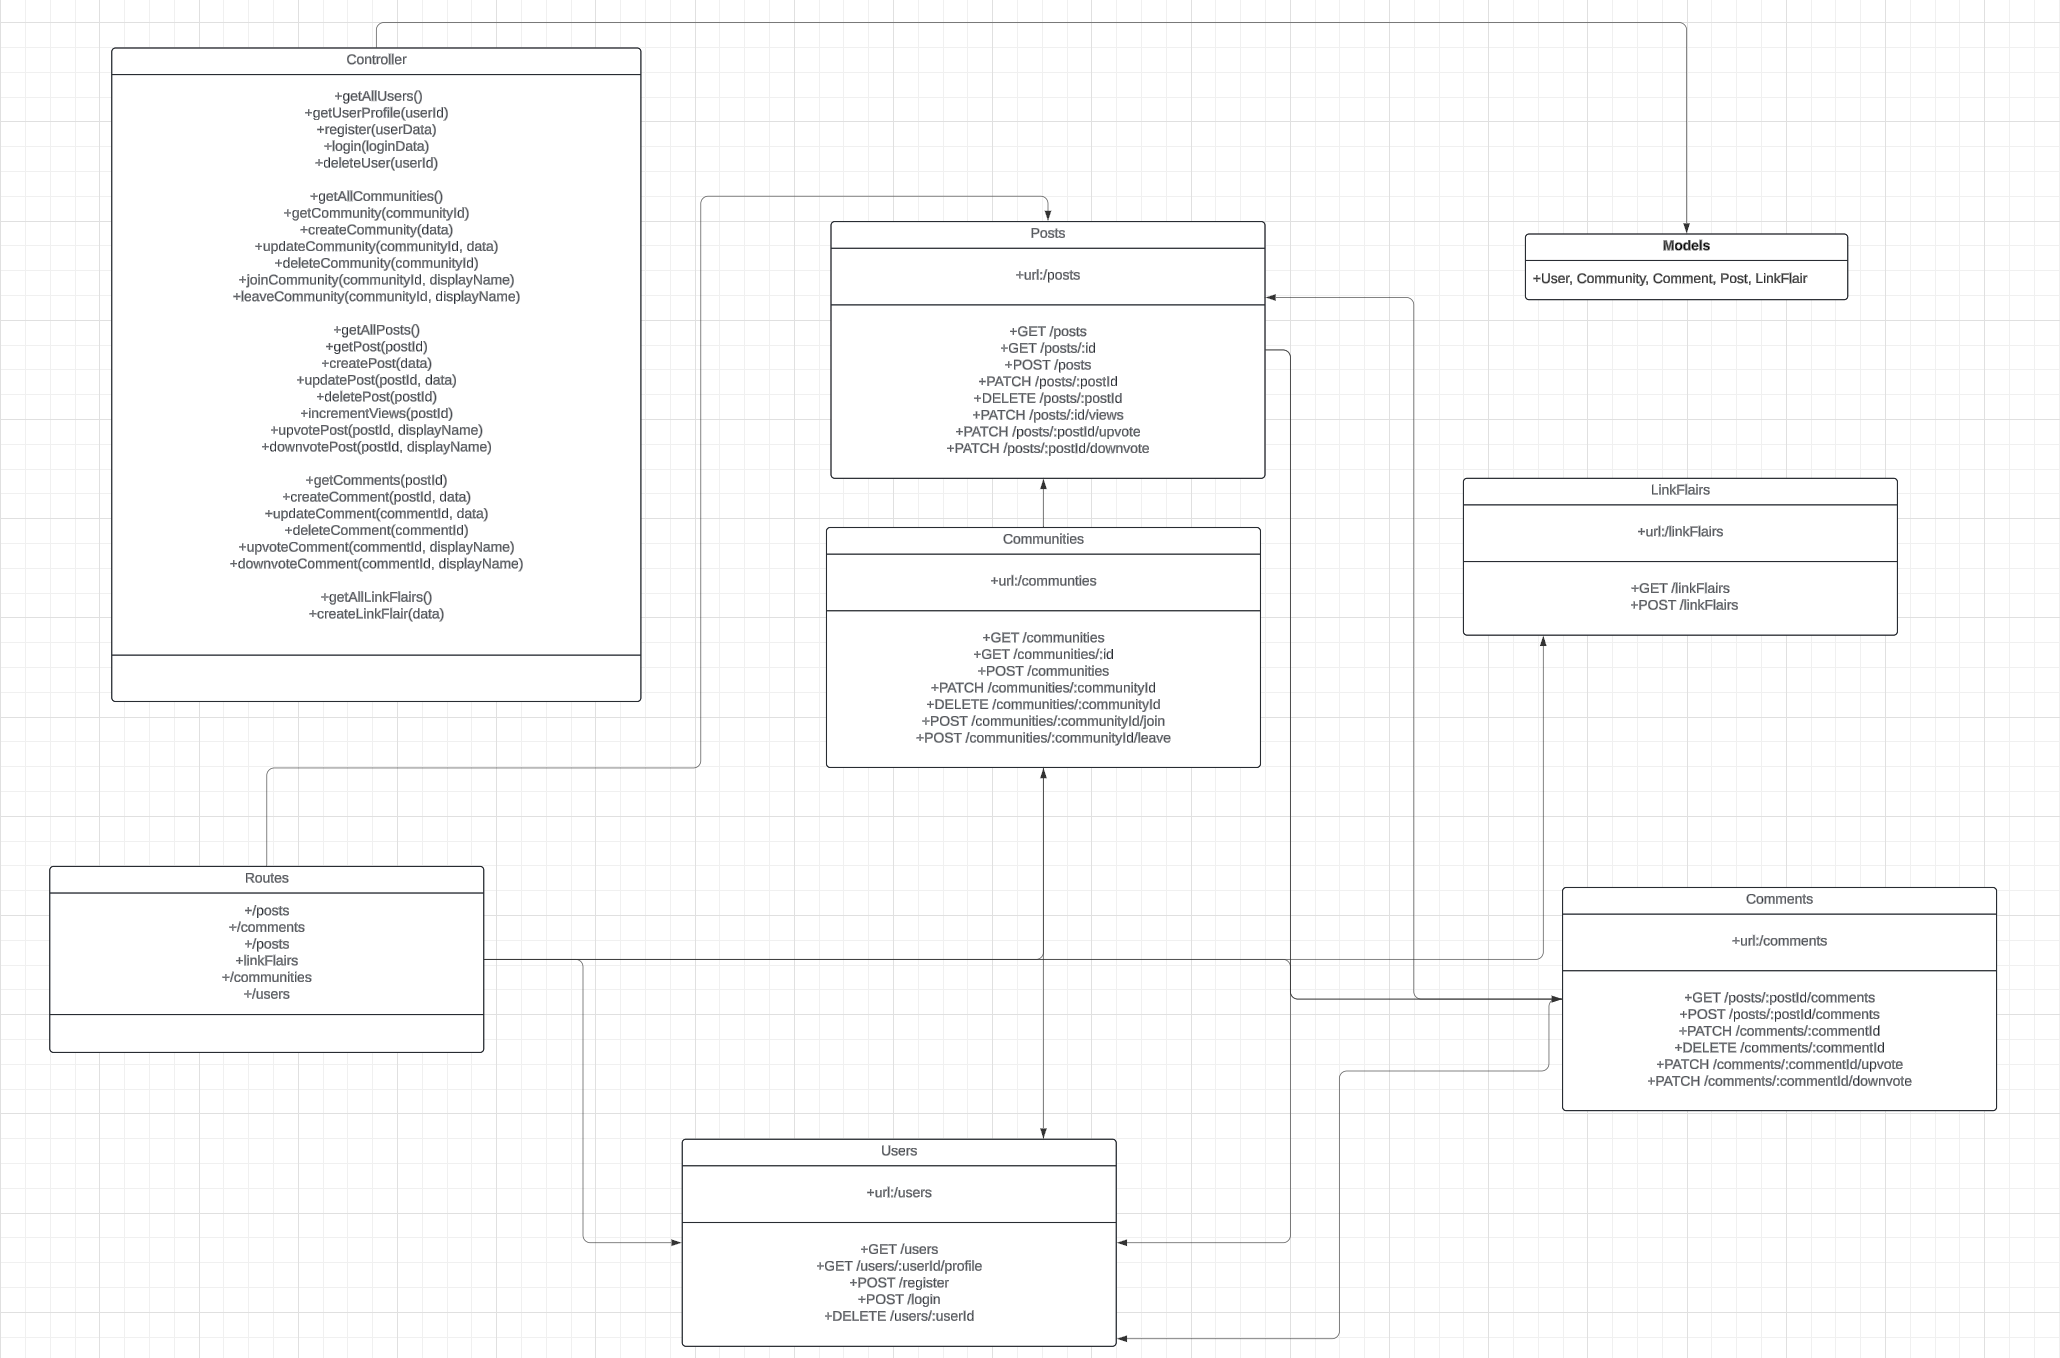 Controller
+getAllUsers()
+getUserProfile(userId)
+register(userData)
+login(loginData)
+deleteUser(userId)
+getAllCommunities()
+getCommunity(communityId)
+createCommunity(data)
+updateCommunity(communityId, data)
+deleteCommunity(communityId)
+joinCommunity(communityId, displayName)
+leaveCommunity(communityId, displayName)
+getAllPosts()
+getPost(postId)
+createPost(data)
+updatePost(postId, data)
+deletePost(postId)
+incrementViews(postId)
+upvotePost(postId, displayName)
+downvotePost(postId, displayName)
+getComments(postId)
+createComment(postId, data)
+updateComment(commentId, data)
+deleteComment(commentId)
+upvoteComment(commentId, displayName)
+downvoteComment(commentId, displayName)
+getAllLinkFlairs()
+createLinkFlair(data)
Posts
+url:/posts
+GET /posts
+GET /posts/:id
+POST /posts
+PATCH /posts/:postId
+DELETE /posts/:postId
+PATCH /posts/:id/views
+PATCH /posts/:postId/upvote
+PATCH /posts/:postId/downvote
Models
+User, Community, Comment, Post, LinkFlair
Communities
+url:/communties
+GET /communities
+GET /communities/:id
+POST /communities
+PATCH /communities/:communityId
+DELETE /communities/:communityId
+POST /communities/:communityId/join
+POST /communities/:communityId/leave
LinkFlairs
+url:/linkFlairs
+GET /linkFlairs
+POST /linkFlairs
Routes
+/posts
+/comments
+/posts
+linkFlairs
+/communities
+/users
Comments
+url:/comments
+GET /posts/:postId/comments
+POST /posts/:postId/comments
+PATCH /comments/:commentId
+DELETE /comments/:commentId
+PATCH /comments/:commentId/upvote
+PATCH /comments/:commentId/downvote
Users
+url:/users
+GET /users
+GET /users/:userId/profile
+POST /register
+POST /login
+DELETE /users/:userId